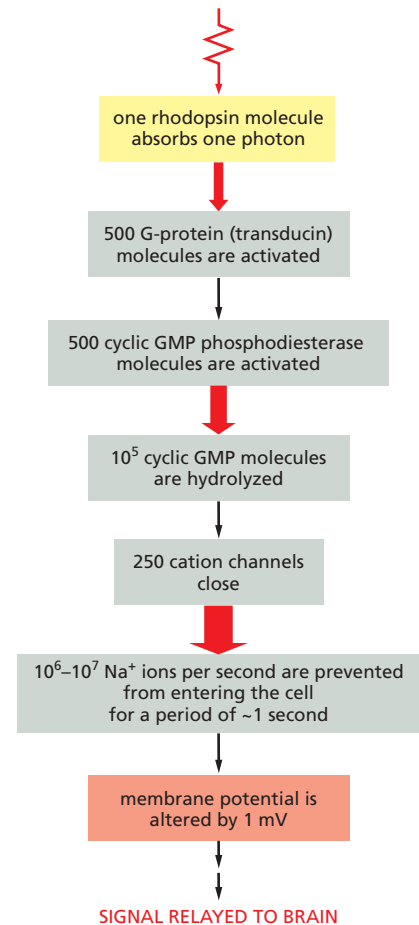 one rhodopsin molecule
absorbs one photon
500 G-protein (transducin)
molecules are activated
500 cyclic GMP phosphodiesterase
molecules are activated
10⁵ cyclic GMP molecules
are hydrolyzed
250 cation channels
close
10⁶–10⁷ Na⁺ ions per second are prevented
from entering the cell
for a period of ~1 second
membrane potential is
altered by 1 mV
SIGNAL RELAYED TO BRAIN